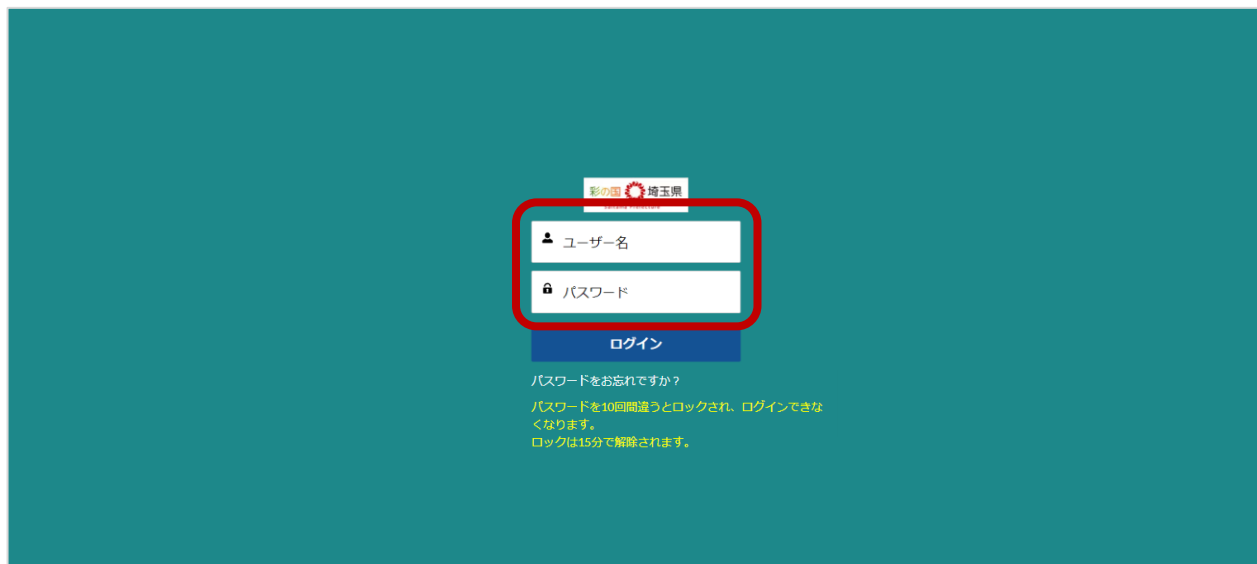 彩の国 埼玉県
ユーザー名
パスワード
ログイン
パスワードをお忘れですか？
パスワードを10回間違うとロックされ、ログインできな
くなります。
ロックは15分で解除されます。